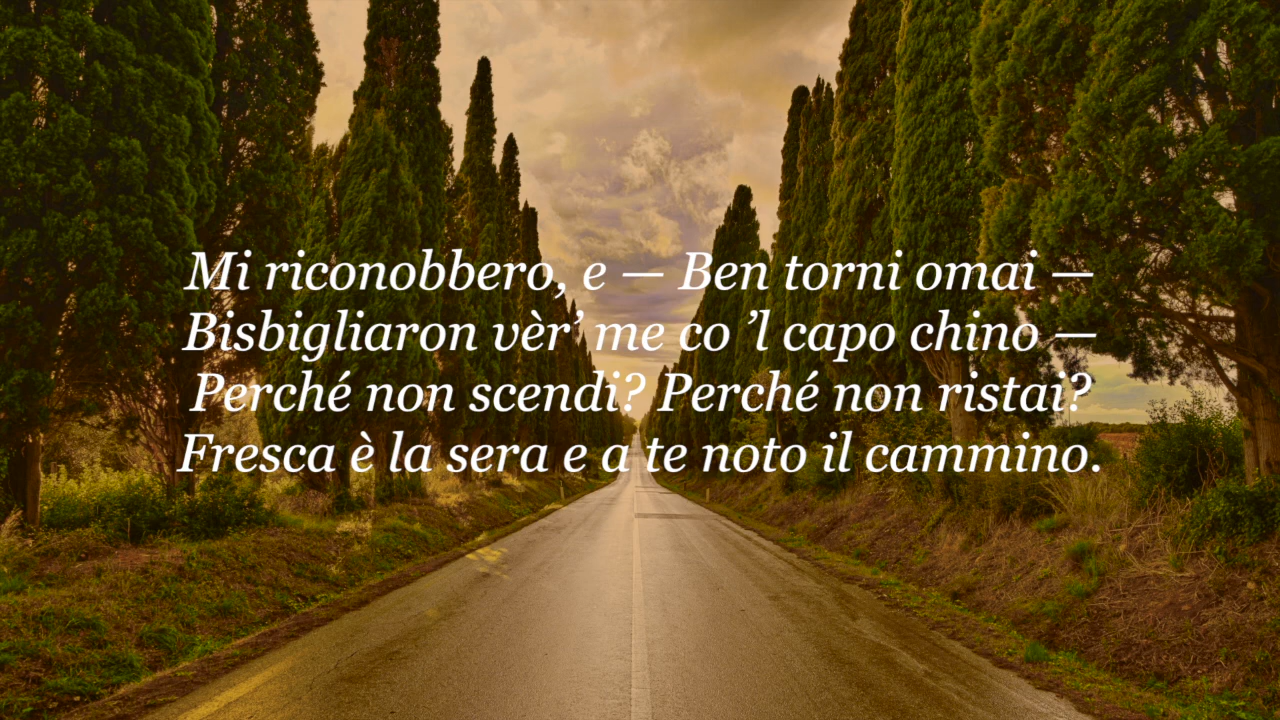 Mi riconobbero, e — Ben torni omai —
Bisbigliaron vèr’ me co ’l capo chino —
Perché non scendi? Perché non ristai?
Fresca è la sera e a te noto il cammino.